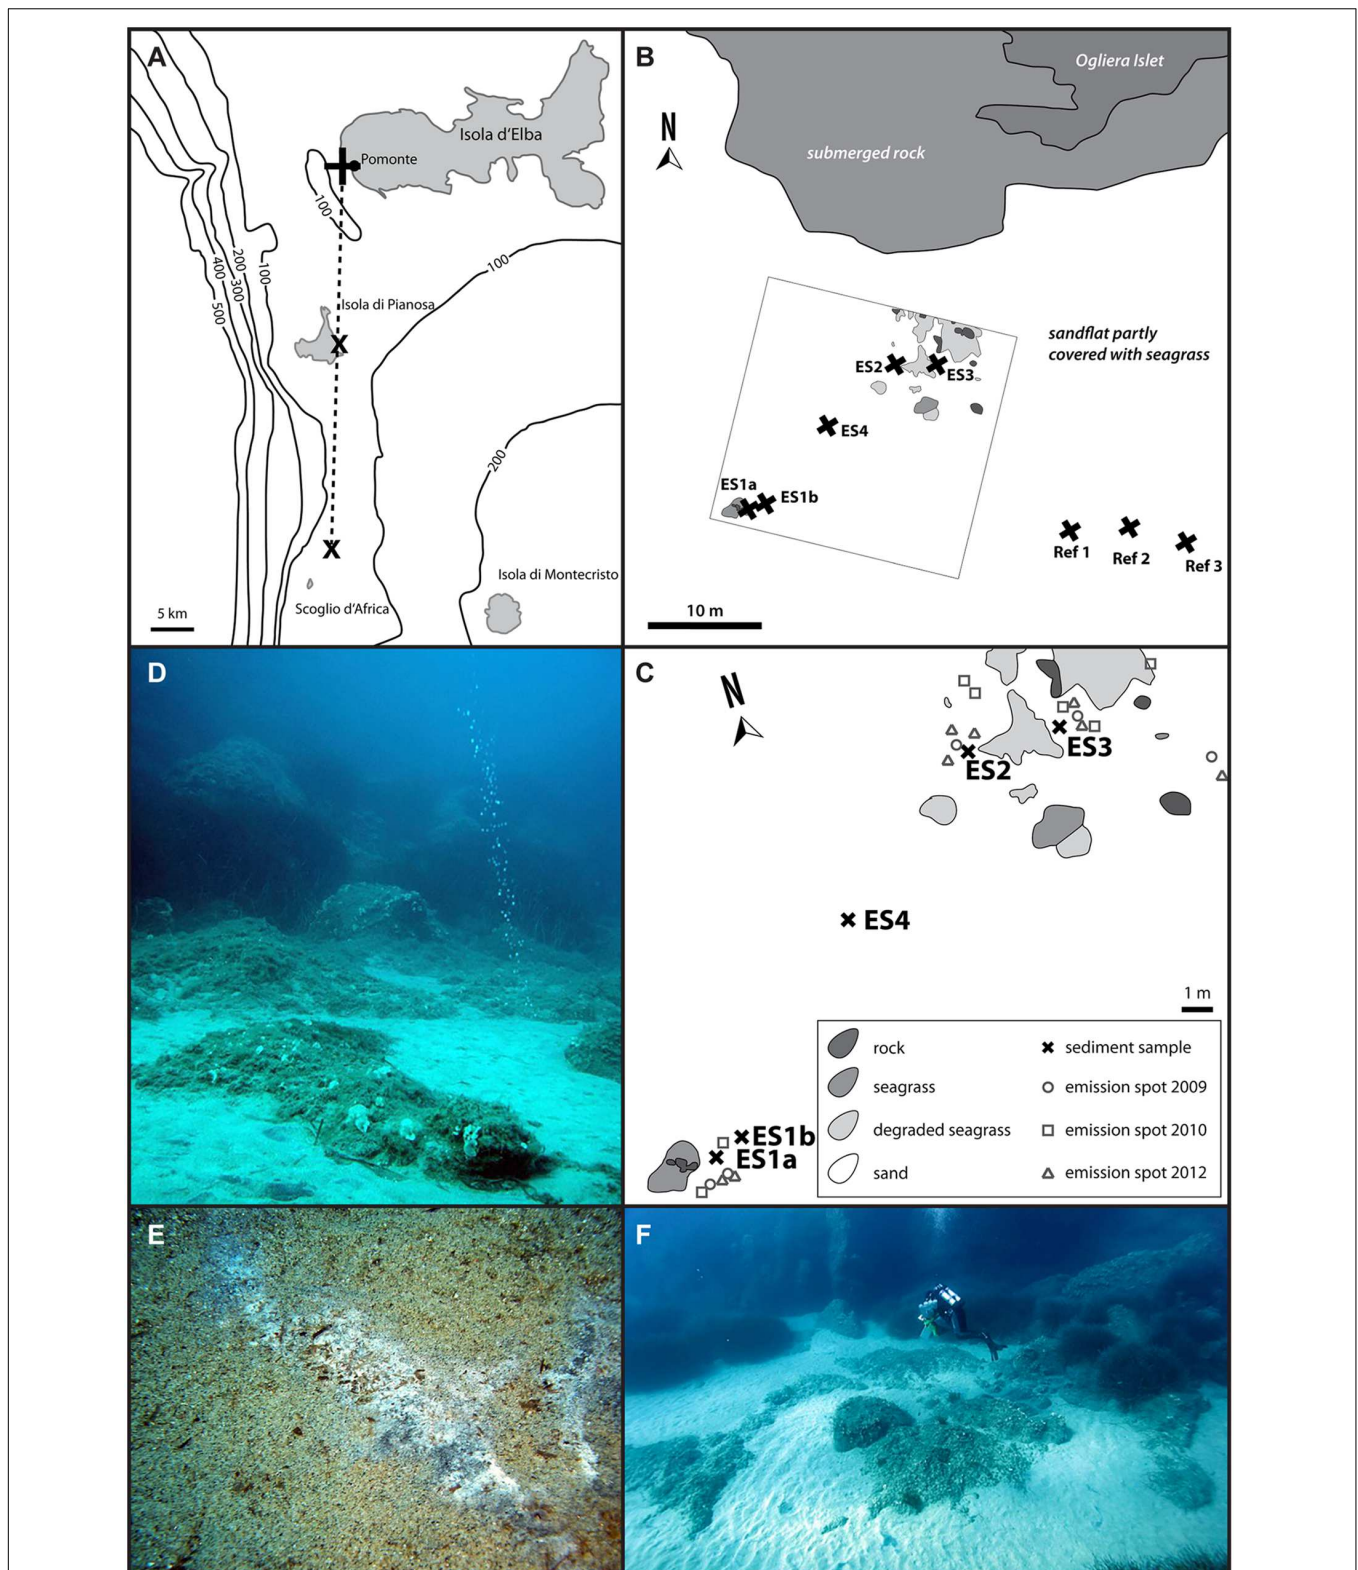 A
Isola d'Elba
Pomonte
100
Isola di Pianosa
100
200
100
400
300
500
200
Isola di Montecristo
Scoglio d'Africa
5 km
X
X
B
Ogliera Islet
N
submerged rock
sandflat partly
covered with seagrass
ES2
ES3
ES4
ES1a
ES1b
Ref 1
Ref 2
Ref 3
10 m
D
C
N
ES3
ES2
ES4
1 m
rock
sediment sample
seagrass
emission spot 2009
degraded seagrass
emission spot 2010
sand
emission spot 2012
ES1b
ES1a
E
F